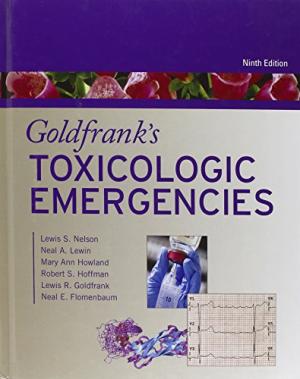 Ninth Edition
Goldfrank's
TOXICOLOGIC
EMERGENCIES
Lewis S. Nelson
Neal A. Lewin
Mary Ann Howland
Robert S. Hoffman
Lewis R. Goldfrank
Neal E. Flomenbaum